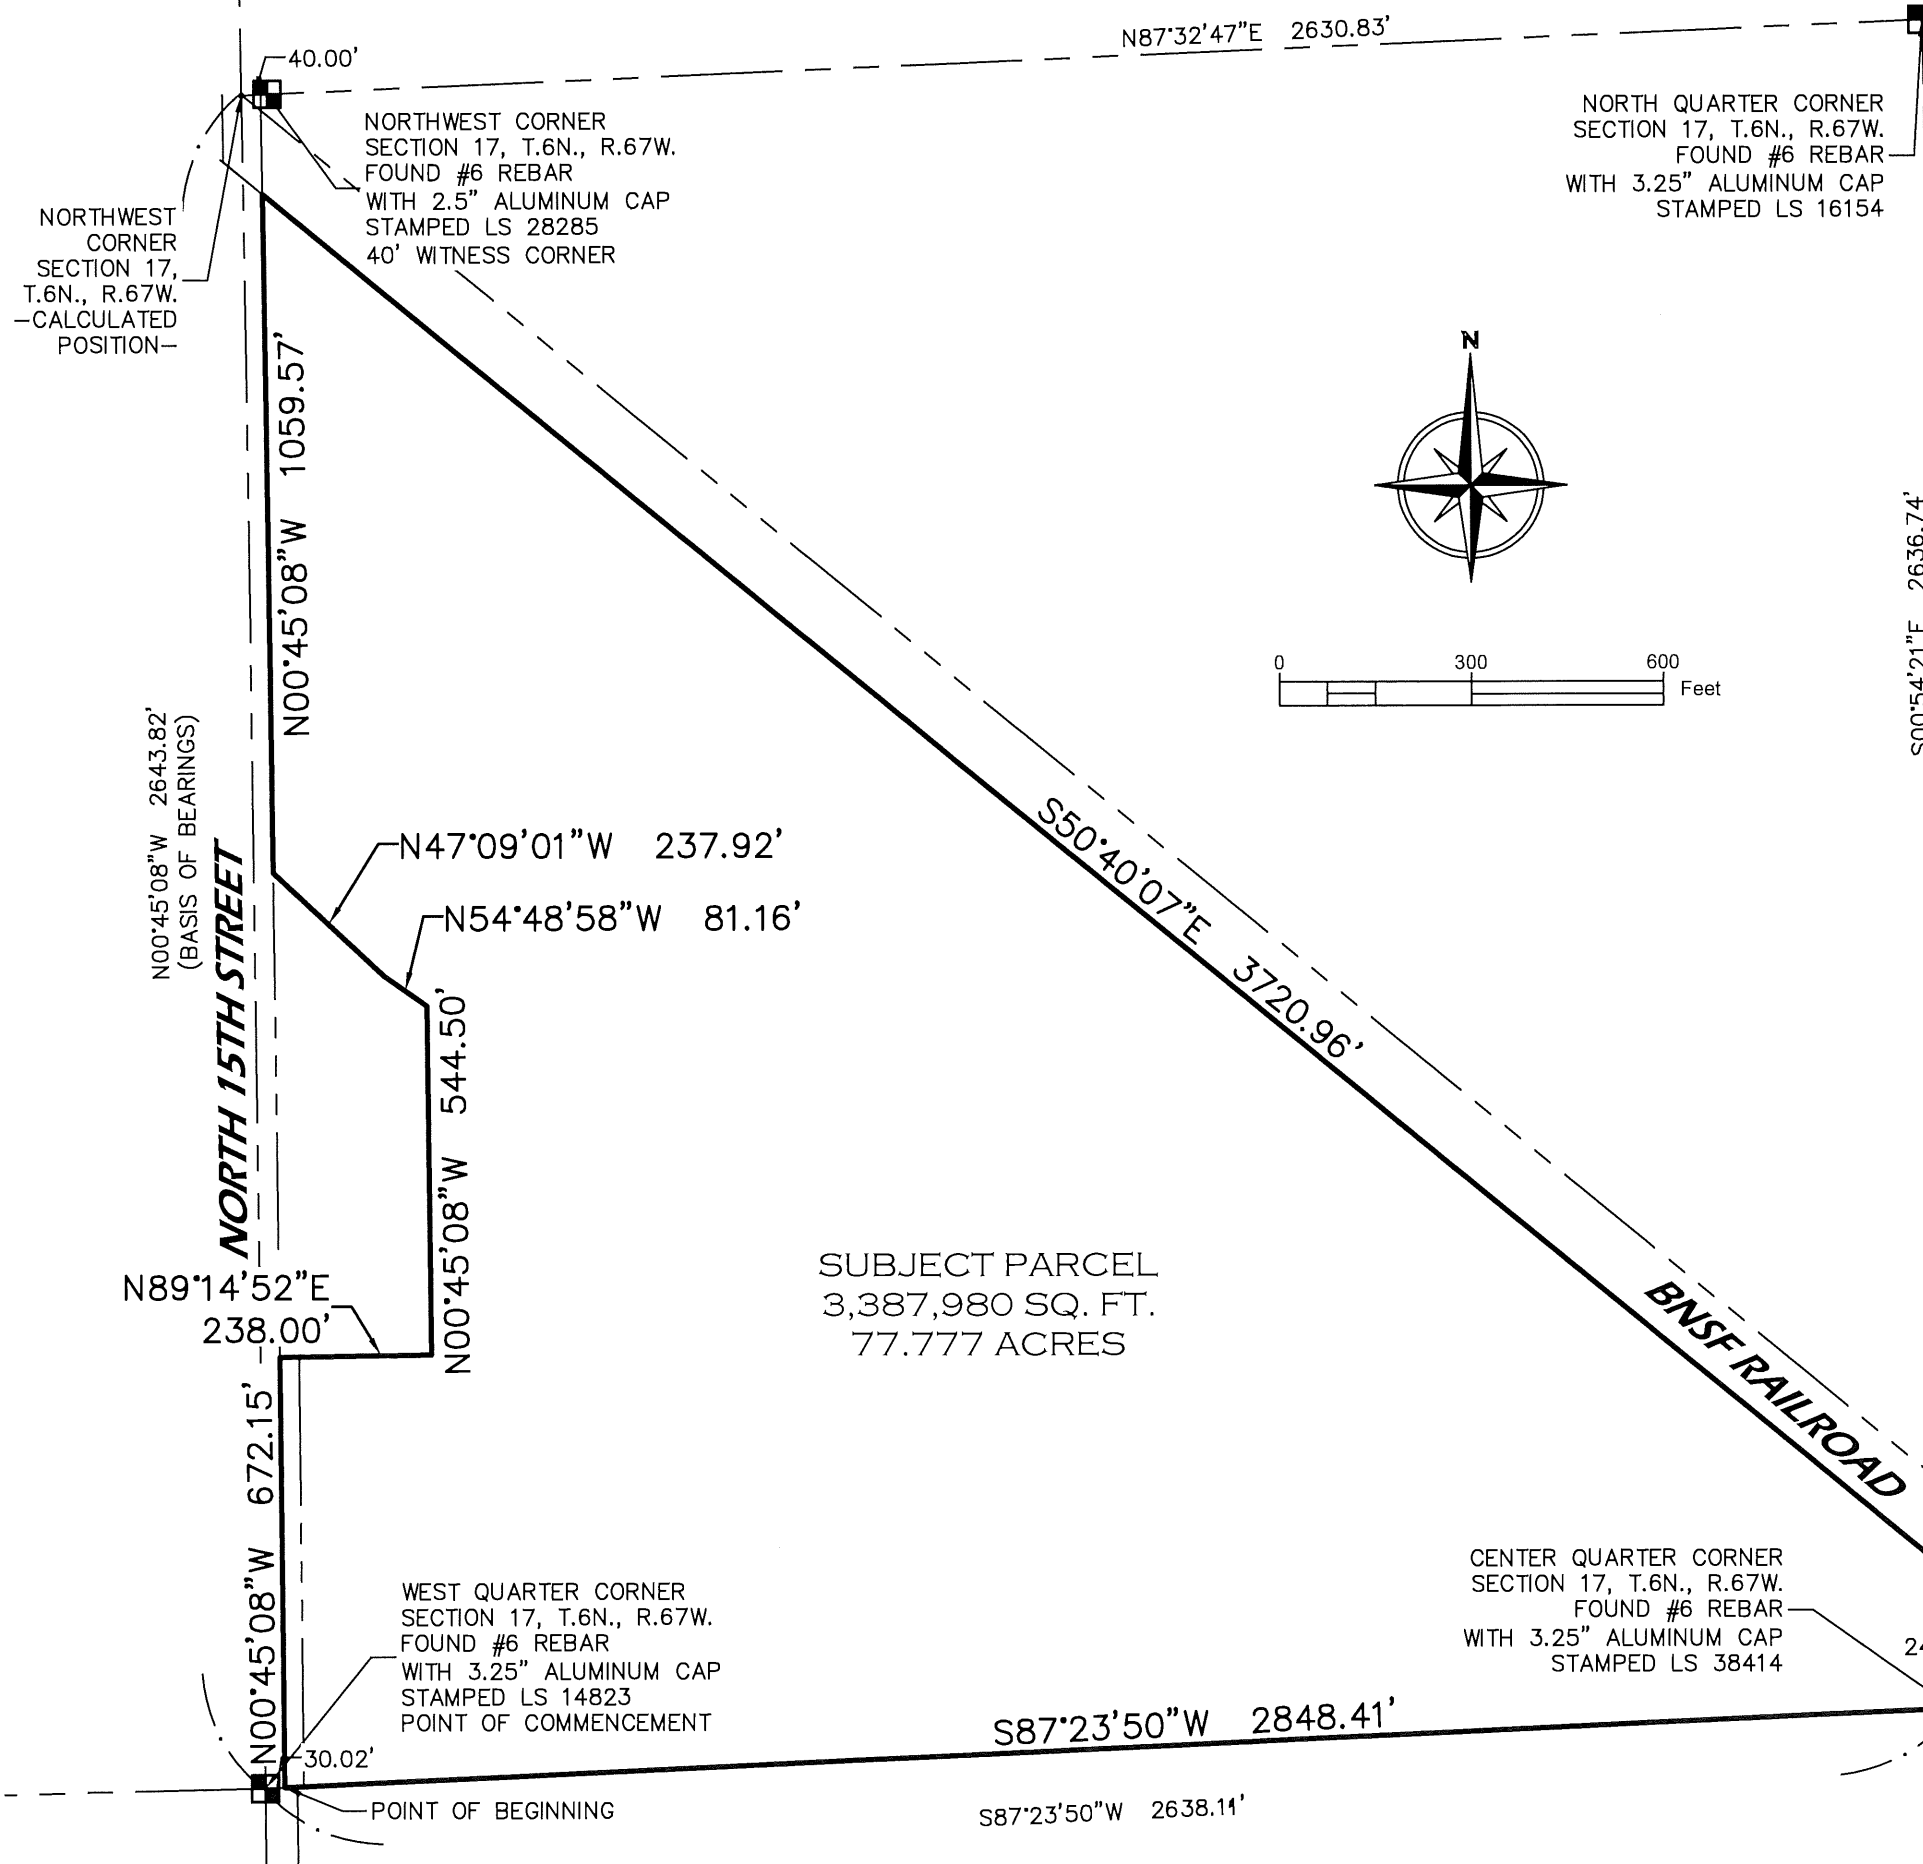 N87°32'47"E 2630.83'
40.00'
NORTHWEST CORNER
SECTION 17, T.6N., R.67W.
FOUND #6 REBAR
WITH 2.5" ALUMINUM CAP
STAMPED LS 28285
40' WITNESS CORNER
NORTH QUARTER CORNER
SECTION 17, T.6N., R.67W.
FOUND #6 REBAR
WITH 3.25" ALUMINUM CAP
STAMPED LS 16154
NORTHWEST
CORNER
SECTION 17,
T.6N., R.67W.
—CALCULATED
POSITION—
N00°45'08"W 1059.57'
N
0 300 600
Feet
S00°54'21"E 2636.74'
N00°45'08"W 2643.82'
(BASIS OF BEARINGS)
NORTH 15TH STREET
N47°09'01"W 237.92'
N54°48'58"W 81.16'
N00°45'08"W 544.50'
S50°40'07"E 3720.96'
N89°14'52"E
238.00'
SUBJECT PARCEL
3,387,980 SQ. FT.
77.777 ACRES
BNSF RAILROAD
N00°45'08"W 672.15'
WEST QUARTER CORNER
SECTION 17, T.6N., R.67W.
FOUND #6 REBAR
WITH 3.25" ALUMINUM CAP
STAMPED LS 14823
POINT OF COMMENCEMENT
CENTER QUARTER CORNER
SECTION 17, T.6N., R.67W.
FOUND #6 REBAR
WITH 3.25" ALUMINUM CAP
STAMPED LS 38414
S87°23'50"W 2848.41'
30.02'
POINT OF BEGINNING
S87°23'50"W 2638.11'